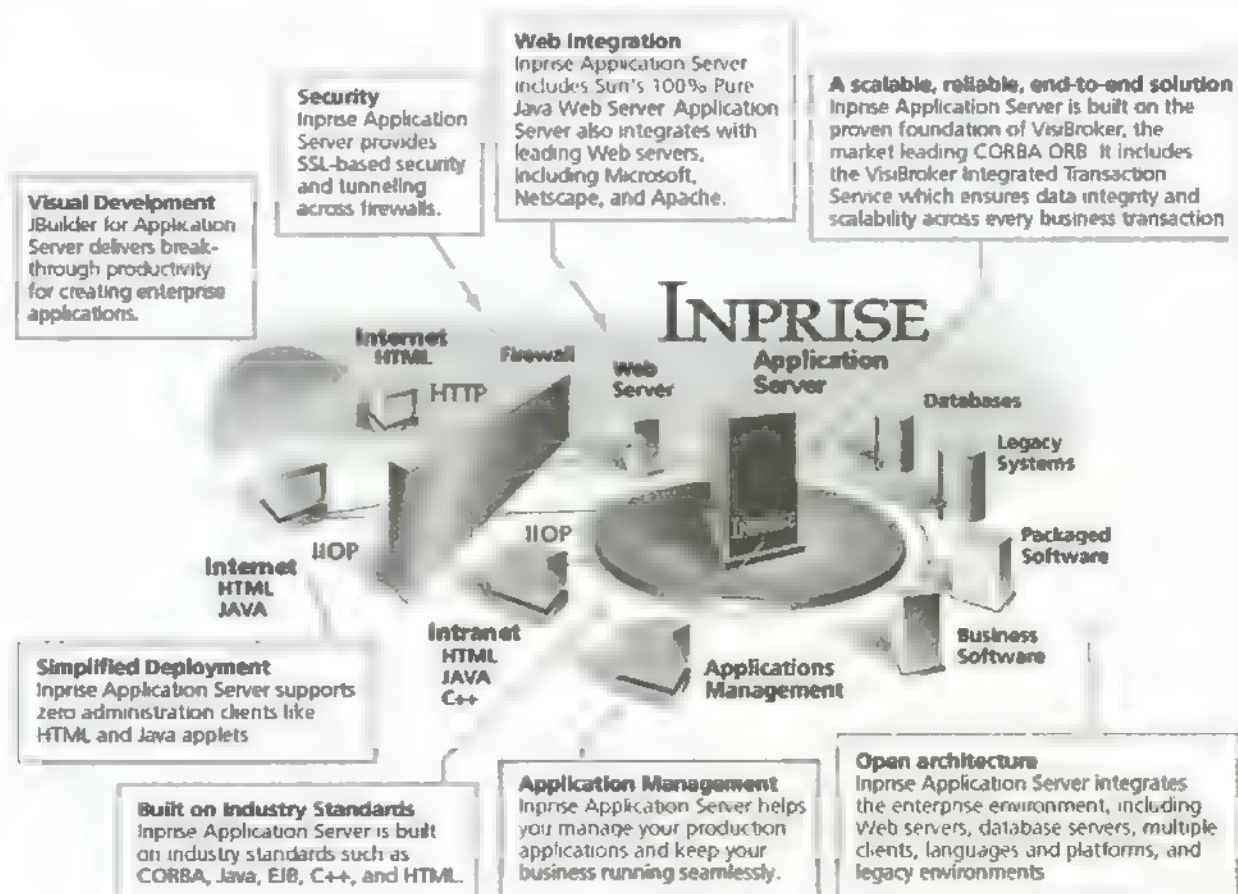 Web Integration
Inprise Application Server
includes Sun's 100% Pure
Java Web Server Application
Server also integrates with
leading Web servers,
including Microsoft,
Netscape, and Apache.
Security
Inprise Application
Server provides
SSL-based security
and tunneling
across firewalls.
A scalable, reliable, end-to-end solution
Inprise Application Server is built on the
proven foundation of VisiBroker, the
market leading CORBA ORB It includes
the VisiBroker Integrated Transaction
Service which ensures data integrity and
scalability across every business transaction
Visual Develpment
JBuilder for Application
Server delivers break-
through productivity
for creating enterprise
applications.
INPRISE
Application
Server
Internet
HTML
HTTP
Firewall
Web
Server
Databases
Legacy
Systems
Packaged
Software
Business
Software
IIOP
IIOP
Internet
HTML
JAVA
Intranet
HTML
JAVA
C++
Applications
Management
INPRISE
Simplified Deployment
Inprise Application Server supports
zero administration clients like
HTML and Java applets
Built on Industry Standards
Inprise Application Server is built
on industry standards such as
CORBA, Java, EJB, C++, and HTML.
Application Management
Inprise Application Server helps
you manage your production
applications and keep your
business running seamlessly.
Open architecture
Inprise Application Server integrates
the enterprise environment, including
Web servers, database servers, multiple
clients, languages and platforms, and
legacy environments